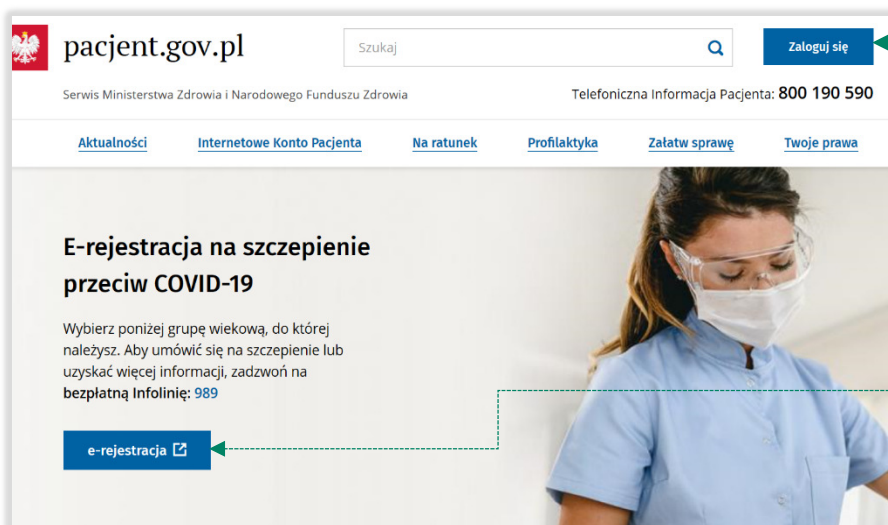 pacjent.gov.pl
Szukaj
Zaloguj się
Serwis Ministerstwa Zdrowia i Narodowego Funduszu Zdrowia
Telefoniczna Informacja Pacjenta: 800 190 590
Aktualności Internetowe Konto Pacjenta Na ratunek Profilaktyka Załatw sprawę Twoje prawa
E-rejestracja na szczepienie
przeciw COVID-19
Wybierz poniżej grupę wiekową, do której
należysz. Aby umówić się na szczepienie lub
uzyskać więcej informacji, zadzwoń na
bezpłatną Infolinię: 989
e-rejestracja